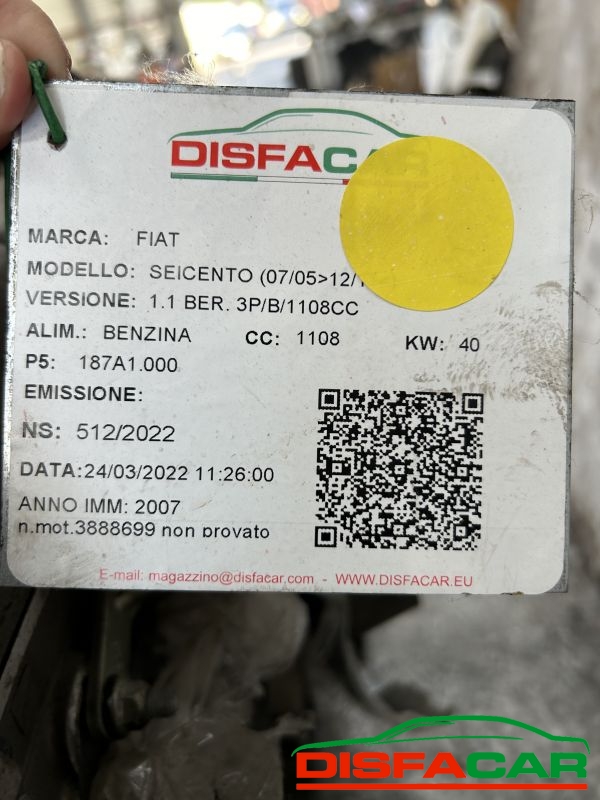 DISFACAR
MARCA: FIAT
MODELLO: SEICENTO (07/05>12/
VERSIONE: 1.1 BER. 3P/B/1108CC
ALIM.: BENZINA CC: 1108 KW: 40
P5: 187A1.000
EMISSIONE:
NS: 512/2022
DATA:24/03/2022 11:26:00
ANNO IMM: 2007
n.mot.3888699 non provato
E-mail: magazzino@disfacar.com - WWW.DISFACAR.EU
DISFACAR